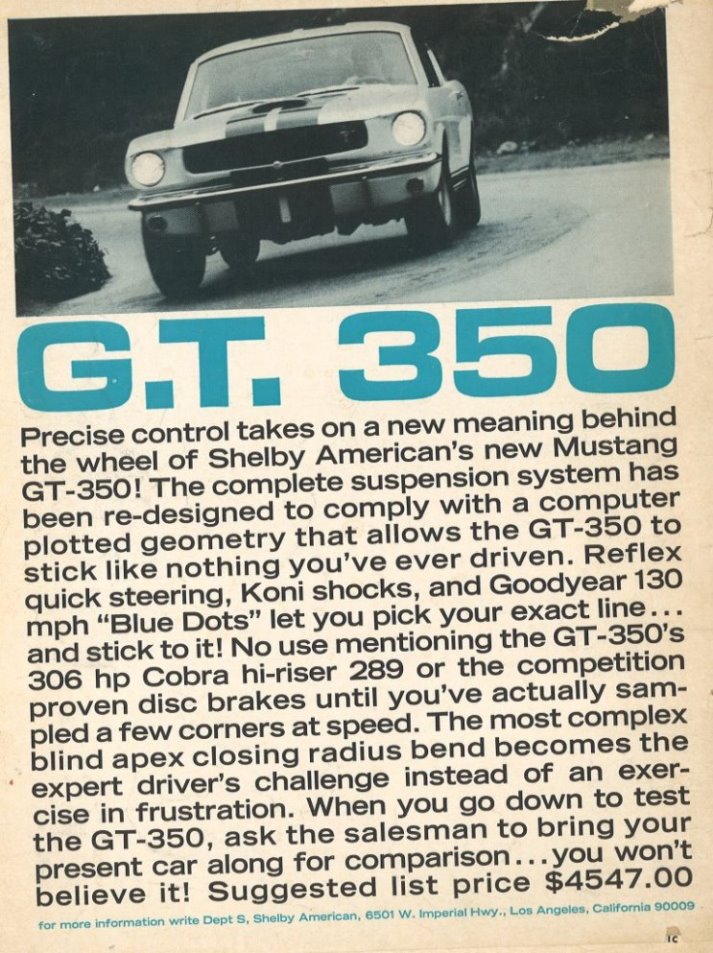 G.T. 350
Precise control takes on a new meaning behind
the wheel of Shelby American's new Mustang
GT-350! The complete suspension system has
been re-designed to comply with a computer
plotted geometry that allows the GT-350 to
stick like nothing you've ever driven. Reflex
quick steering, Koni shocks, and Goodyear 130
mph “Blue Dots” let you pick your exact line...
and stick to it! No use mentioning the GT-350's
306 hp Cobra hi-riser 289 or the competition
proven disc brakes until you've actually sam-
pled a few corners at speed. The most complex
blind apex closing radius bend becomes the
expert driver's challenge instead of an exer-
cise in frustration. When you go down to test
the GT-350, ask the salesman to bring your
present car along for comparison...you won't
believe it! Suggested list price $4547.00
for more information write Dept S, Shelby American, 6501 W. Imperial Hwy., Los Angeles, California 90009
1C